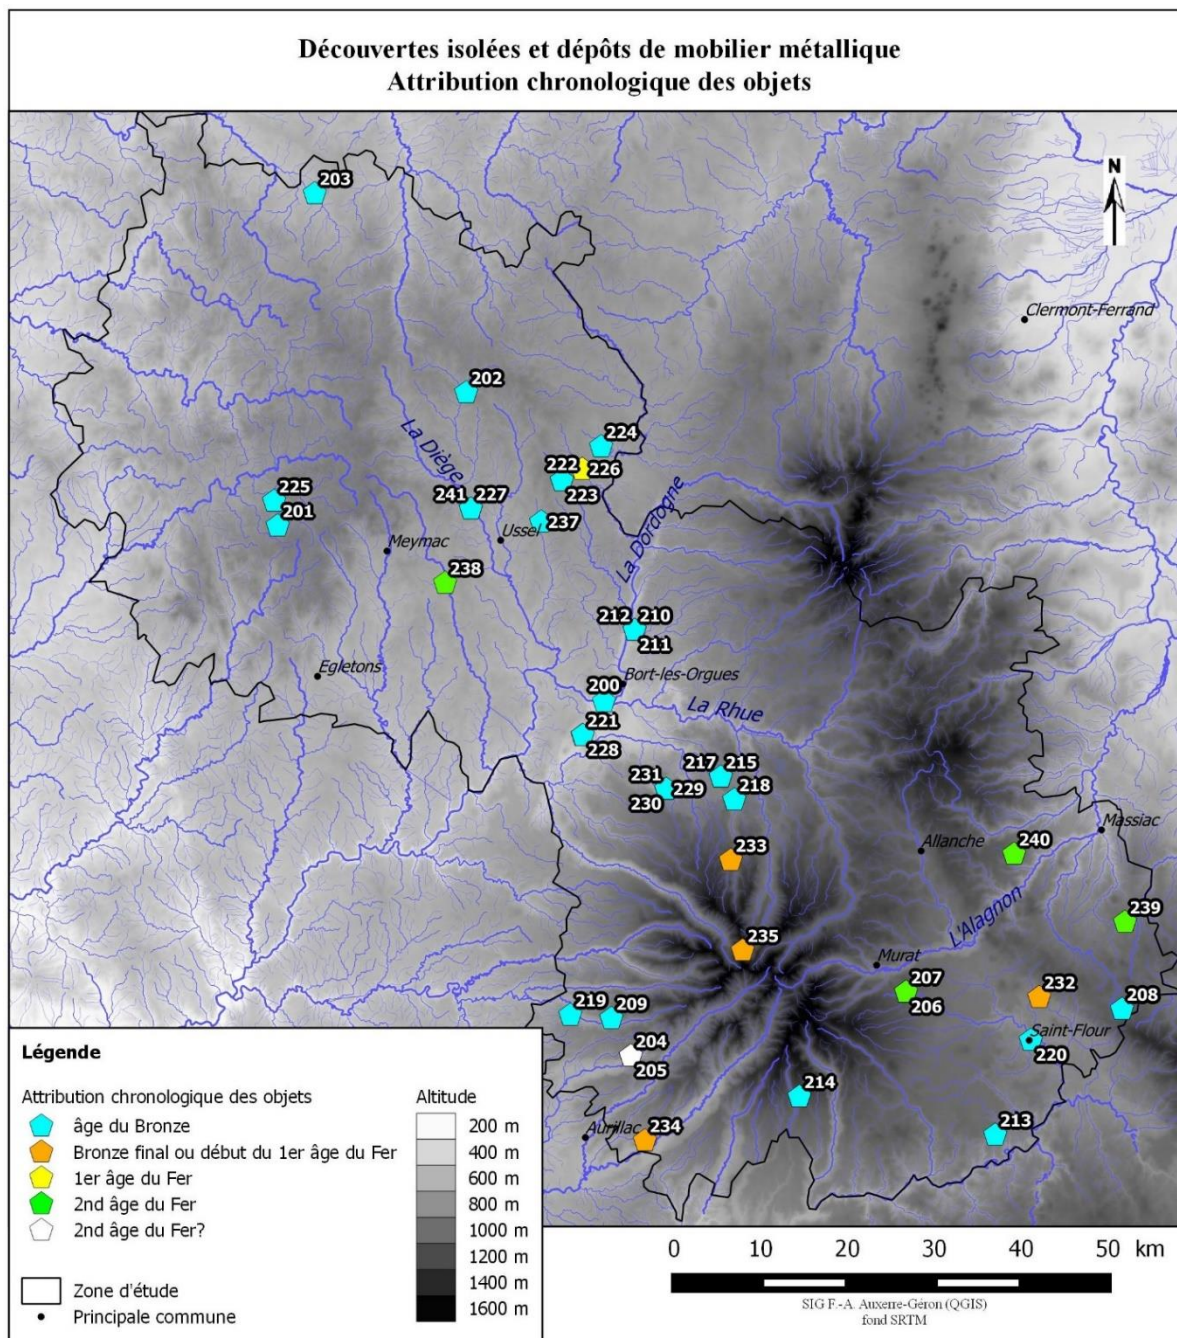 Découvertes isolées et dépôts de mobilier métallique
Attribution chronologique des objets
N
203
Clermont-Ferrand
202
La Diège
224
222
226
223
225
201
241
227
237
Ussel
Meymac
La Dordogne
238
212
210
211
Egletons
Bort-les-Orgues
200
La Rhue
221
228
217
215
231
229
230
218
Massiac
233
Allanche
240
239
L'Alagnon
235
Murat
207
206
232
208
219
209
Saint-Flour
220
204
205
214
213
Aurillac
234
Légende
Attribution chronologique des objets
âge du Bronze
Bronze final ou début du 1er âge du Fer
1er âge du Fer
2nd âge du Fer
2nd âge du Fer?
Zone d'étude
Principale commune
Altitude
200 m
400 m
600 m
800 m
1000 m
1200 m
1400 m
1600 m
0 10 20 30 40 50 km
SIG F.-A. Auxerre-Géron (QGIS)
fond SRTM